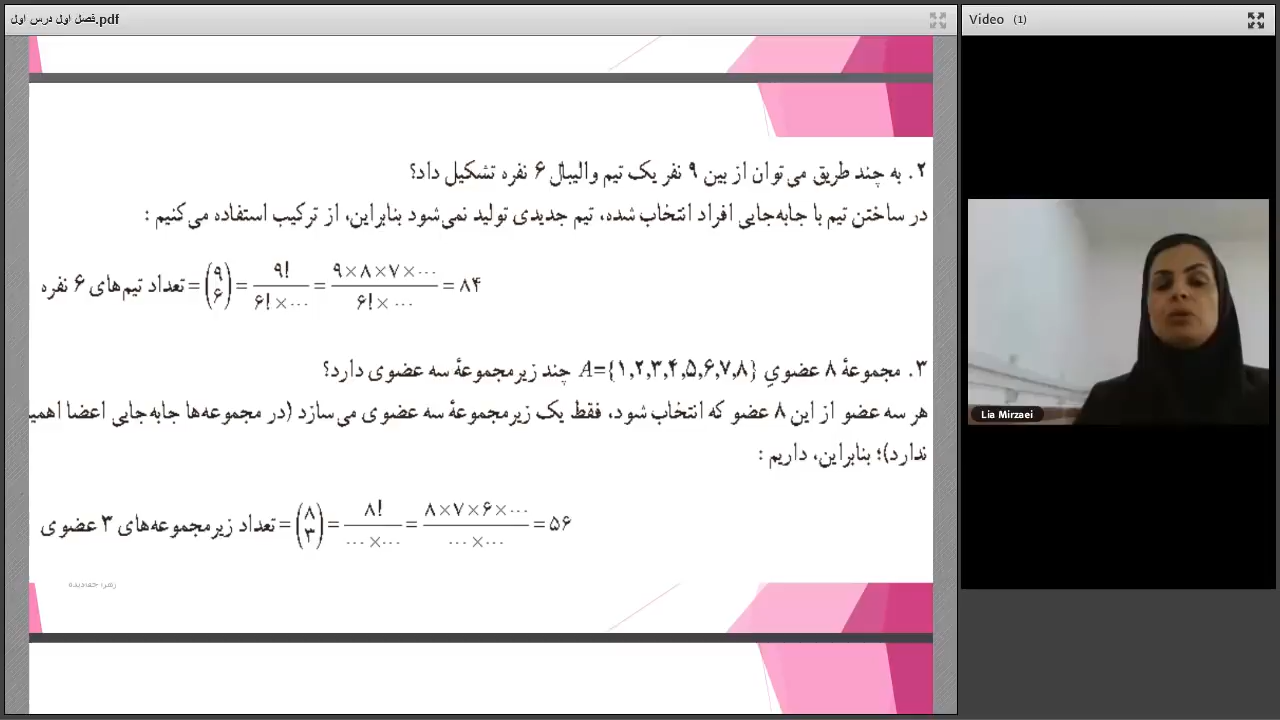 فصل اول درس اول.pdf
Video (1)
۲. به چند طریق می‌توان از بین ۹ نفر یک تیم والیبال ۶ نفره تشکیل داد؟
در ساختن تیم با جابه‌جایی افراد انتخاب شده، تیم جدیدی تولید نمی‌شود بنابراین، از ترکیب استفاده می‌کنیم :
تعداد تیم‌های ۶ نفره = (۹ ۶) = ۹! / ۶!×... = ۹×۸×۷×... / ۶!×... = ۸۴
۳. مجموعهٔ ۸ عضویِ A={۱,۲,۳,۴,۵,۶,۷,۸} چند زیرمجموعهٔ سه عضوی دارد؟
هر سه عضو از این ۸ عضو که انتخاب شود، فقط یک زیرمجموعهٔ سه عضوی می‌سازد (در مجموعه‌ها جابه‌جایی اعضا اهمی
ندارد)؛ بنابراین، داریم :
تعداد زیرمجموعه‌های ۳ عضوی = (۸ ۳) = ۸! / ...×... = ۸×۷×۶×... / ...×... = ۵۶
Lia Mirzaei